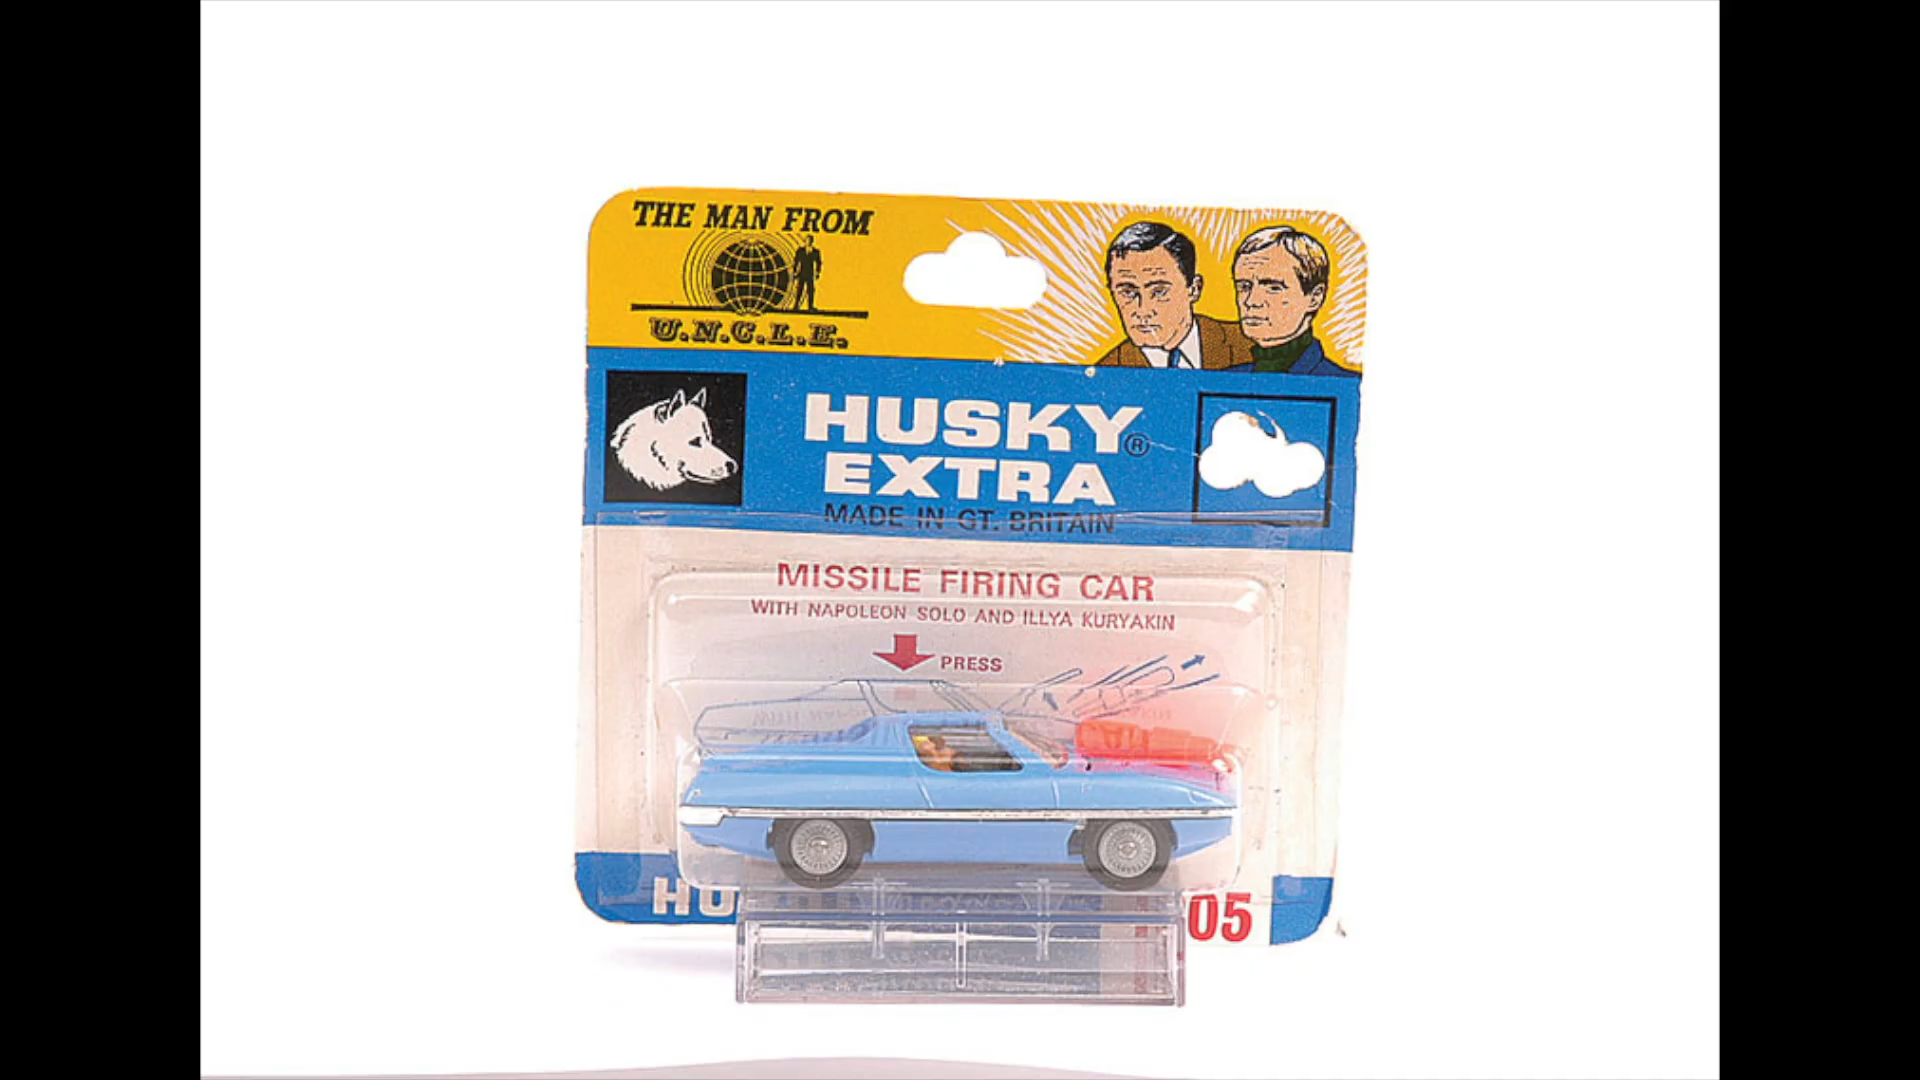 THE MAN FROM
U.N.C.L.E.
HUSKY®
EXTRA
MADE IN GT. BRITAIN
MISSILE FIRING CAR
WITH NAPOLEON SOLO AND ILLYA KURYAKIN
PRESS
HU
05